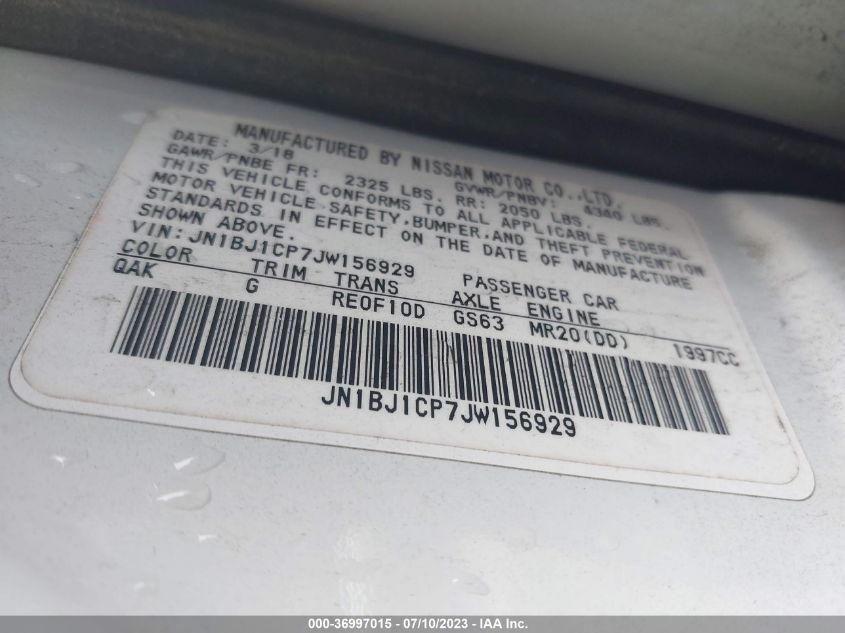 MANUFACTURED BY NISSAN MOTOR CO.,LTD.
DATE: 3/18 GVWR/PNBV: 4340 LBS.
GAWR/PNBE FR: 2325 LBS. RR: 2050 LBS.
THIS VEHICLE CONFORMS TO ALL APPLICABLE FEDERAL
MOTOR VEHICLE SAFETY,BUMPER,AND THEFT PREVENTION
STANDARDS IN EFFECT ON THE DATE OF MANUFACTURE
SHOWN ABOVE.
VIN: JN1BJ1CP7JW156929 PASSENGER CAR
COLOR TRIM TRANS AXLE ENGINE
QAK G RE0F10D GS63 MR20(DD) 1997CC
JN1BJ1CP7JW156929
000-36997015 - 07/10/2023 - IAA Inc.